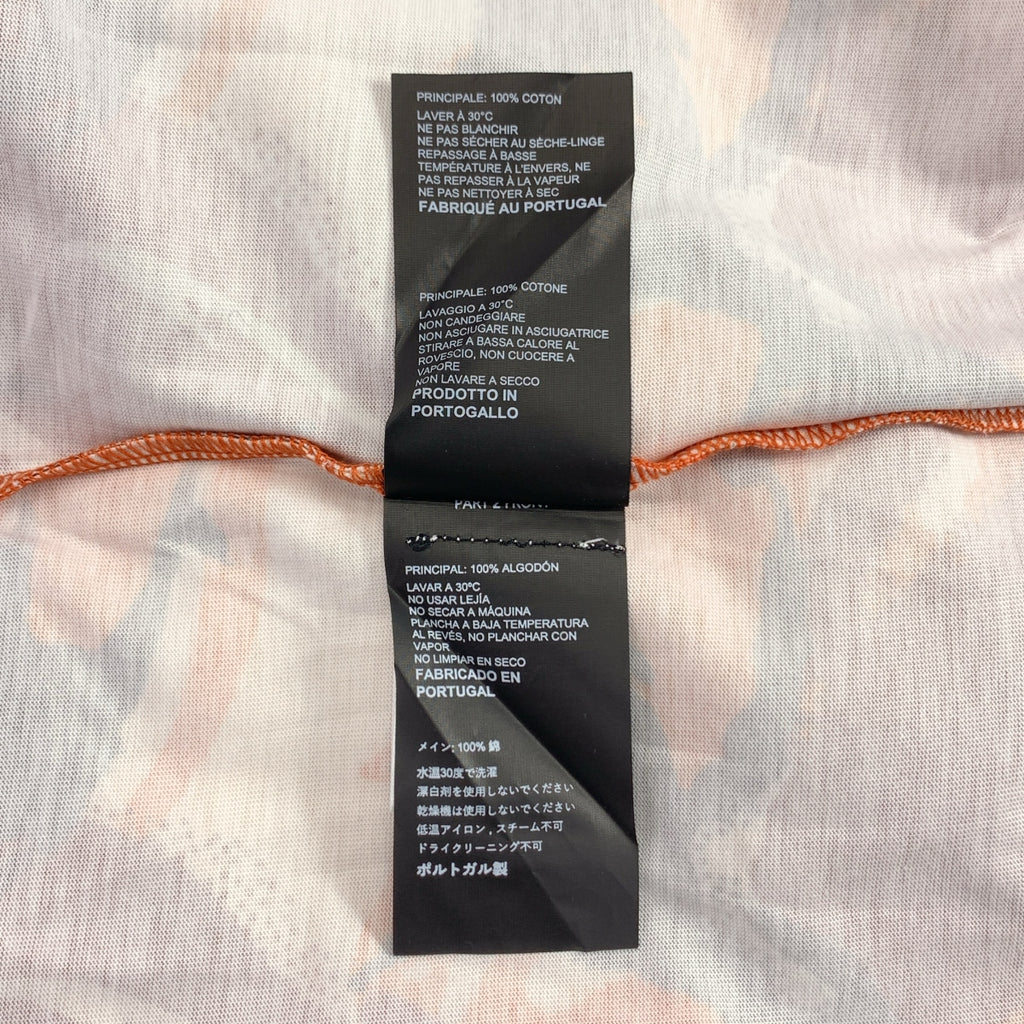 PRINCIPALE: 100% COTON
LAVER À 30°C
NE PAS BLANCHIR
NE PAS SÉCHER AU SÈCHE-LINGE
REPASSAGE À BASSE
TEMPÉRATURE À L'ENVERS, NE
PAS REPASSER À LA VAPEUR
NE PAS NETTOYER À SEC
FABRIQUÉ AU PORTUGAL
PRINCIPALE: 100% COTONE
LAVAGGIO A 30°C
NON CANDEGGIARE
NON ASCIUGARE IN ASCIUGATRICE
STIRARE A BASSA CALORE AL
ROVESCIO, NON CUOCERE A
VAPORE
NON LAVARE A SECCO
PRODOTTO IN
PORTOGALLO
PART 2 FRONT
PRINCIPAL: 100% ALGODÓN
LAVAR A 30ºC
NO USAR LEJÍA
NO SECAR A MÁQUINA
PLANCHA A BAJA TEMPERATURA
AL REVÉS, NO PLANCHAR CON
VAPOR
NO LIMPIAR EN SECO
FABRICADO EN
PORTUGAL
メイン: 100% 綿
水温30度で洗濯
漂白剤を使用しないでください
乾燥機は使用しないでください
低温アイロン , スチーム不可
ドライクリーニング不可
ポルトガル製